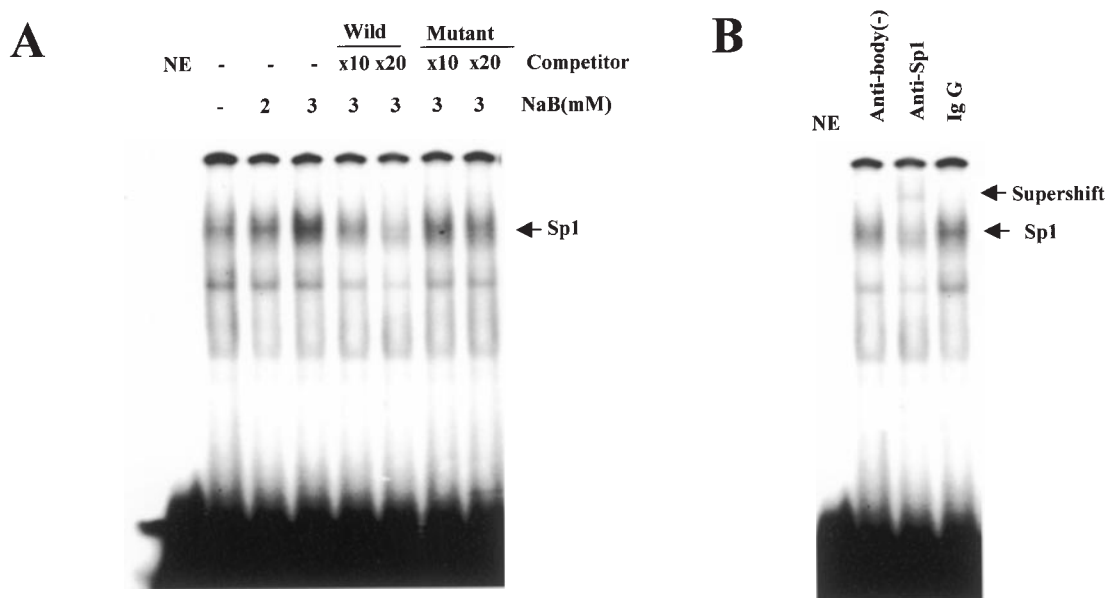 A
Wild Mutant
NE - - - x10 x20 x10 x20 Competitor
- 2 3 3 3 3 3 NaB(mM)
Sp1
B
NE Anti-body(-) Anti-Sp1 Ig G
Supershift
Sp1